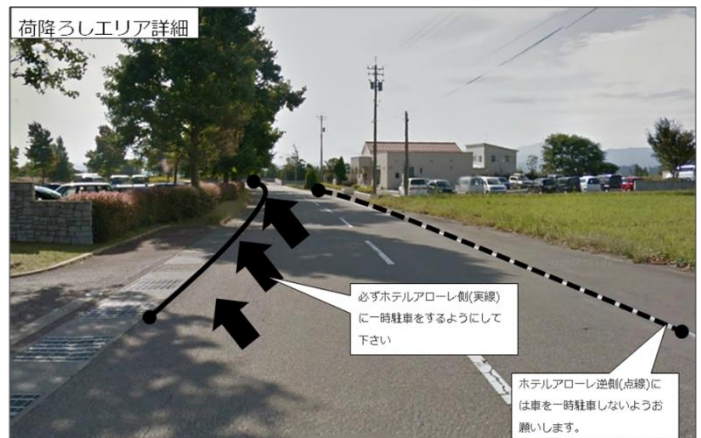 荷降ろしエリア詳細
必ずホテルアローレ側(実線)
に一時駐車をするようにして
下さい
ホテルアローレ逆側(点線)に
は車を一時駐車しないようお
願いします。